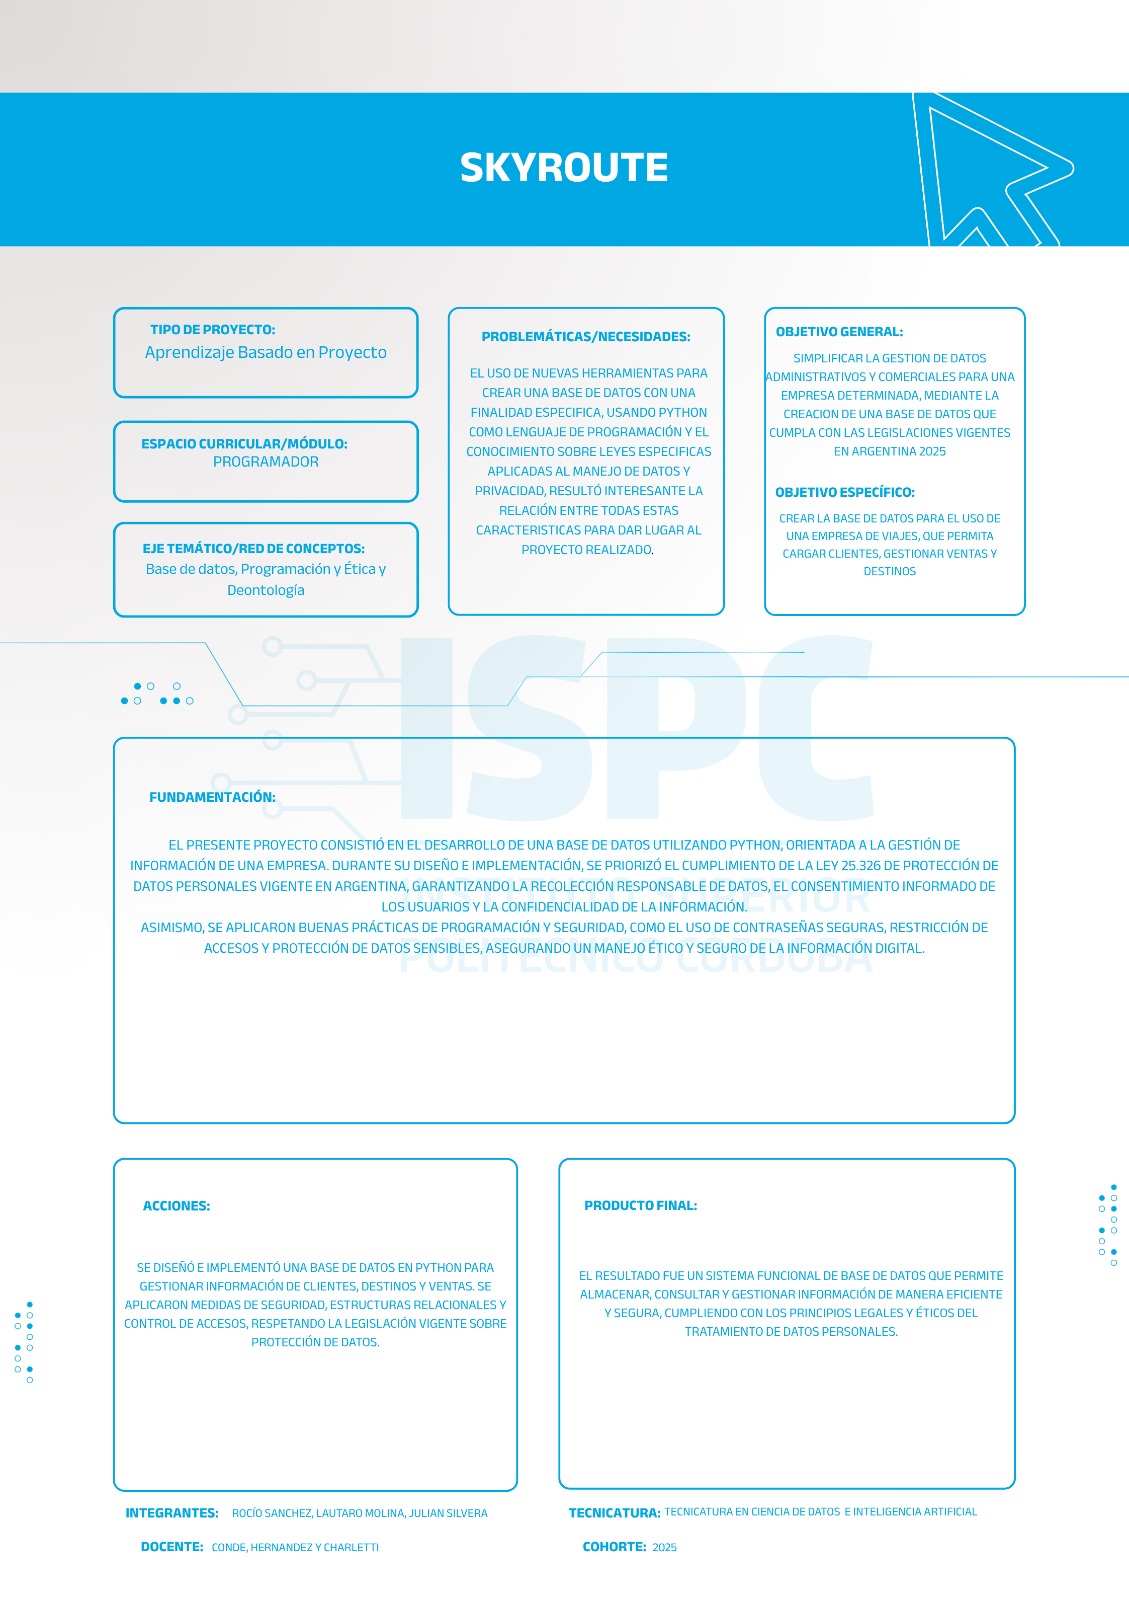 SKYROUTE
TIPO DE PROYECTO:
Aprendizaje Basado en Proyecto
ESPACIO CURRICULAR/MÓDULO:
PROGRAMADOR
EJE TEMÁTICO/RED DE CONCEPTOS:
Base de datos, Programación y Ética y
Deontología
PROBLEMÁTICAS/NECESIDADES:
EL USO DE NUEVAS HERRAMIENTAS PARA
CREAR UNA BASE DE DATOS CON UNA
FINALIDAD ESPECIFICA, USANDO PYTHON
COMO LENGUAJE DE PROGRAMACIÓN Y EL
CONOCIMIENTO SOBRE LEYES ESPECIFICAS
APLICADAS AL MANEJO DE DATOS Y
PRIVACIDAD, RESULTÓ INTERESANTE LA
RELACIÓN ENTRE TODAS ESTAS
CARACTERISTICAS PARA DAR LUGAR AL
PROYECTO REALIZADO.
OBJETIVO GENERAL:
SIMPLIFICAR LA GESTION DE DATOS
ADMINISTRATIVOS Y COMERCIALES PARA UNA
EMPRESA DETERMINADA, MEDIANTE LA
CREACION DE UNA BASE DE DATOS QUE
CUMPLA CON LAS LEGISLACIONES VIGENTES
EN ARGENTINA 2025
OBJETIVO ESPECÍFICO:
CREAR LA BASE DE DATOS PARA EL USO DE
UNA EMPRESA DE VIAJES, QUE PERMITA
CARGAR CLIENTES, GESTIONAR VENTAS Y
DESTINOS
ISPC
INSTITUTO SUPERIOR
POLITÉCNICO CÓRDOBA
FUNDAMENTACIÓN:
EL PRESENTE PROYECTO CONSISTIÓ EN EL DESARROLLO DE UNA BASE DE DATOS UTILIZANDO PYTHON, ORIENTADA A LA GESTIÓN DE
INFORMACIÓN DE UNA EMPRESA. DURANTE SU DISEÑO E IMPLEMENTACIÓN, SE PRIORIZÓ EL CUMPLIMIENTO DE LA LEY 25.326 DE PROTECCIÓN DE
DATOS PERSONALES VIGENTE EN ARGENTINA, GARANTIZANDO LA RECOLECCIÓN RESPONSABLE DE DATOS, EL CONSENTIMIENTO INFORMADO DE
LOS USUARIOS Y LA CONFIDENCIALIDAD DE LA INFORMACIÓN.
ASIMISMO, SE APLICARON BUENAS PRÁCTICAS DE PROGRAMACIÓN Y SEGURIDAD, COMO EL USO DE CONTRASEÑAS SEGURAS, RESTRICCIÓN DE
ACCESOS Y PROTECCIÓN DE DATOS SENSIBLES, ASEGURANDO UN MANEJO ÉTICO Y SEGURO DE LA INFORMACIÓN DIGITAL.
ACCIONES:
SE DISEÑÓ E IMPLEMENTÓ UNA BASE DE DATOS EN PYTHON PARA
GESTIONAR INFORMACIÓN DE CLIENTES, DESTINOS Y VENTAS. SE
APLICARON MEDIDAS DE SEGURIDAD, ESTRUCTURAS RELACIONALES Y
CONTROL DE ACCESOS, RESPETANDO LA LEGISLACIÓN VIGENTE SOBRE
PROTECCIÓN DE DATOS.
PRODUCTO FINAL:
EL RESULTADO FUE UN SISTEMA FUNCIONAL DE BASE DE DATOS QUE PERMITE
ALMACENAR, CONSULTAR Y GESTIONAR INFORMACIÓN DE MANERA EFICIENTE
Y SEGURA, CUMPLIENDO CON LOS PRINCIPIOS LEGALES Y ÉTICOS DEL
TRATAMIENTO DE DATOS PERSONALES.
INTEGRANTES: ROCÍO SANCHEZ, LAUTARO MOLINA, JULIAN SILVERA
TECNICATURA: TECNICATURA EN CIENCIA DE DATOS E INTELIGENCIA ARTIFICIAL
DOCENTE: CONDE, HERNANDEZ Y CHARLETTI
COHORTE: 2025